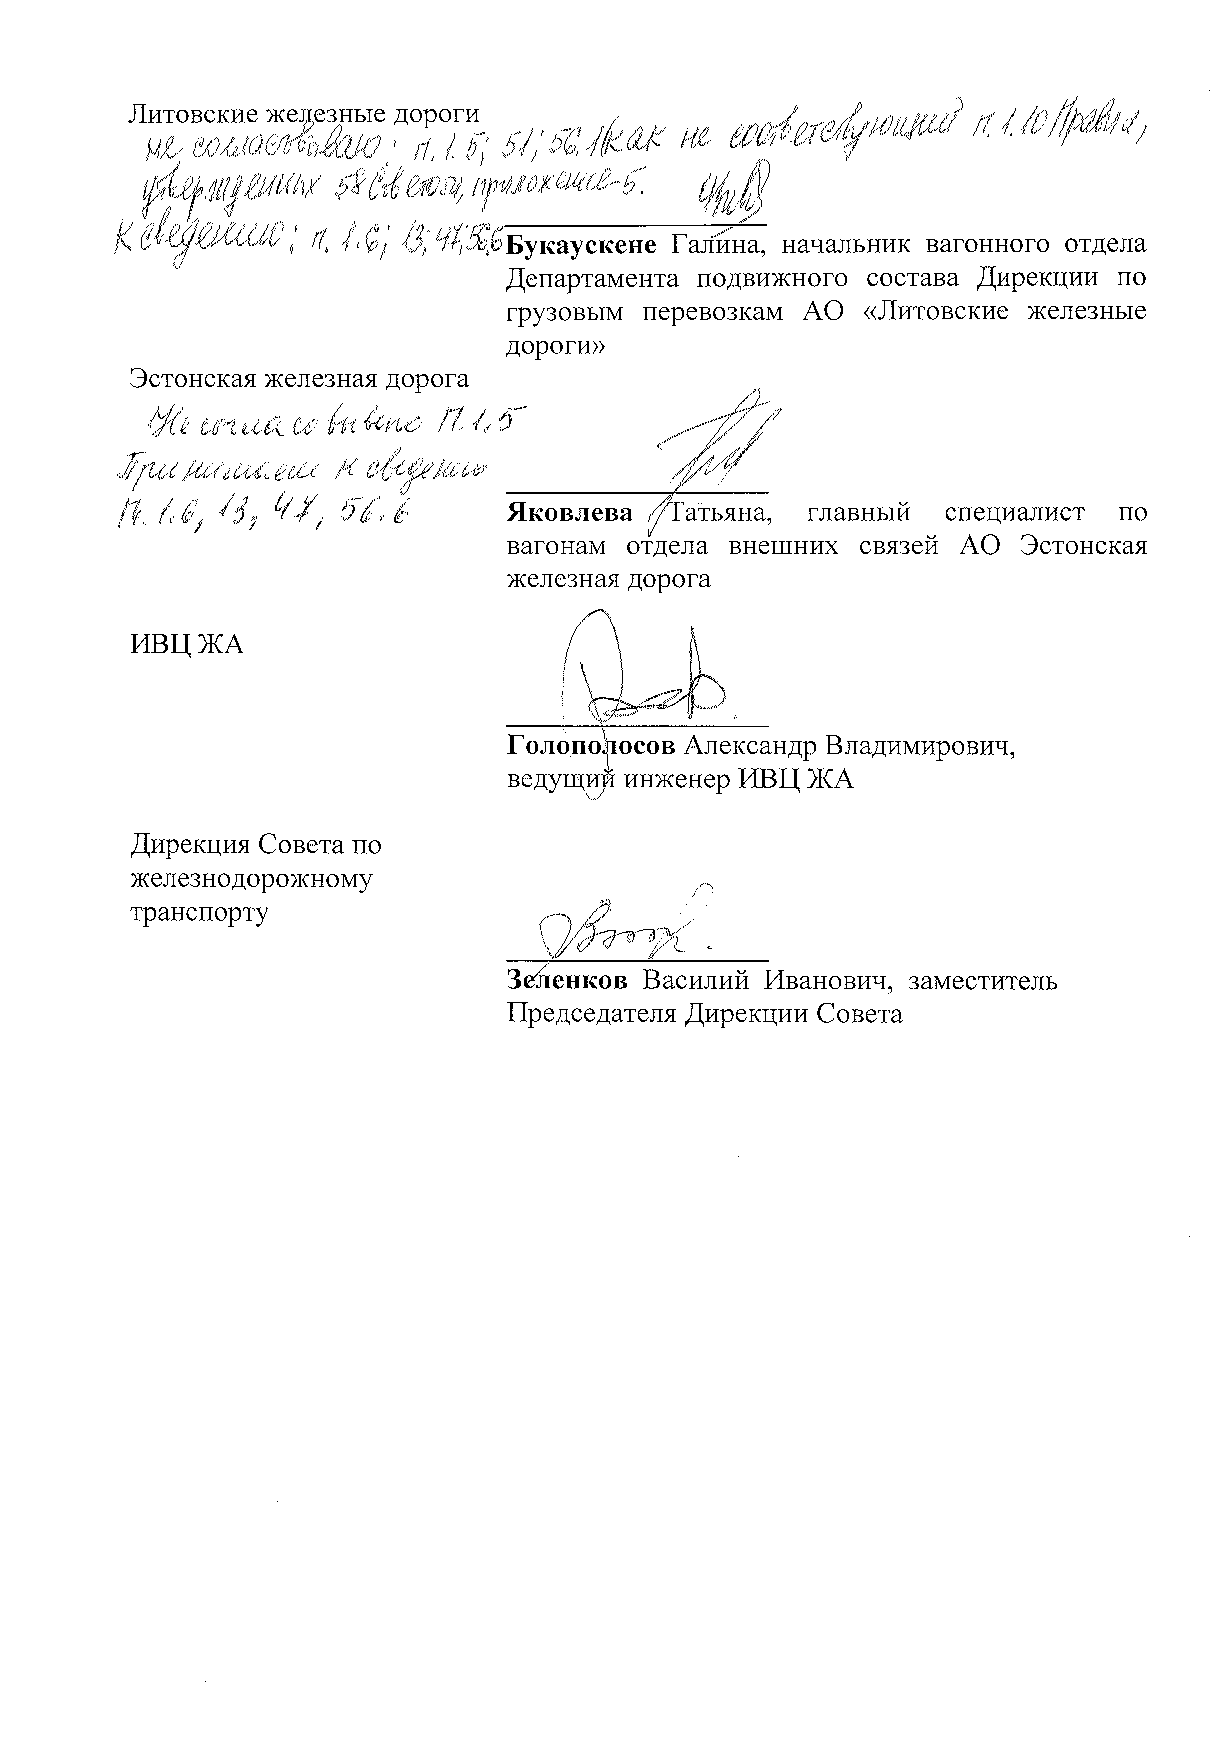 Литовские железные дороги
не согласовываю: п. 1.5; 51; 56.1 как не соответствующий п. 1.10 Правил,
утвержденных 58 Советом, приложение-5.
К сведению: п. 1.6; 13; 47; 56.6
Букаускене Галина, начальник вагонного отдела
Департамента подвижного состава Дирекции по
грузовым перевозкам АО «Литовские железные
дороги»
Эстонская железная дорога
Не согласовываем П. 1.5
Принимаем к сведению
П. 1.6, 13, 47, 56.6
Яковлева Татьяна, главный специалист по
вагонам отдела внешних связей АО Эстонская
железная дорога
ИВЦ ЖА
Голополосов Александр Владимирович,
ведущий инженер ИВЦ ЖА
Дирекция Совета по
железнодорожному
транспорту
Зеленков Василий Иванович, заместитель
Председателя Дирекции Совета